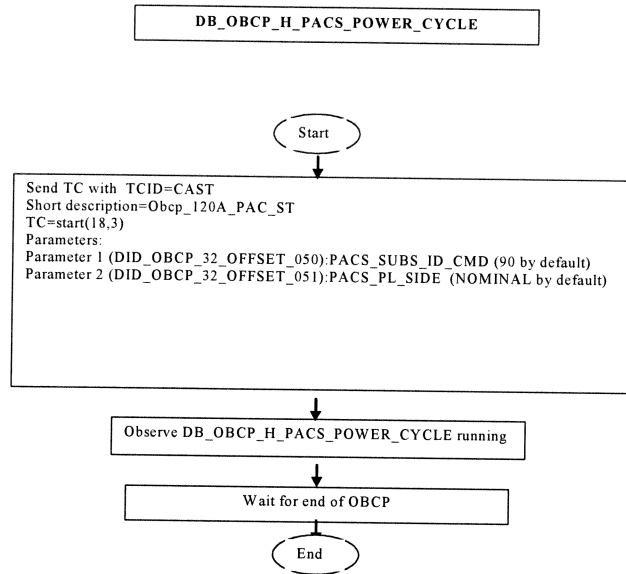 DB_OBCP_H_PACS_POWER_CYCLE
Start
Send TC with TCID=CAST
Short description=Obcp_120A_PAC_ST
TC=start(18,3)
Parameters:
Parameter 1 (DID_OBCP_32_OFFSET_050):PACS_SUBS_ID_CMD (90 by default)
Parameter 2 (DID_OBCP_32_OFFSET_051):PACS_PL_SIDE (NOMINAL by default)
Observe DB_OBCP_H_PACS_POWER_CYCLE running
Wait for end of OBCP
End